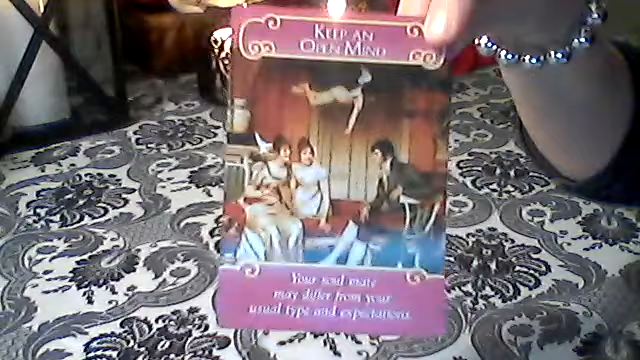 KEEP AN
OPEN MIND
Your soul mate
may differ from your
usual type and expectations.